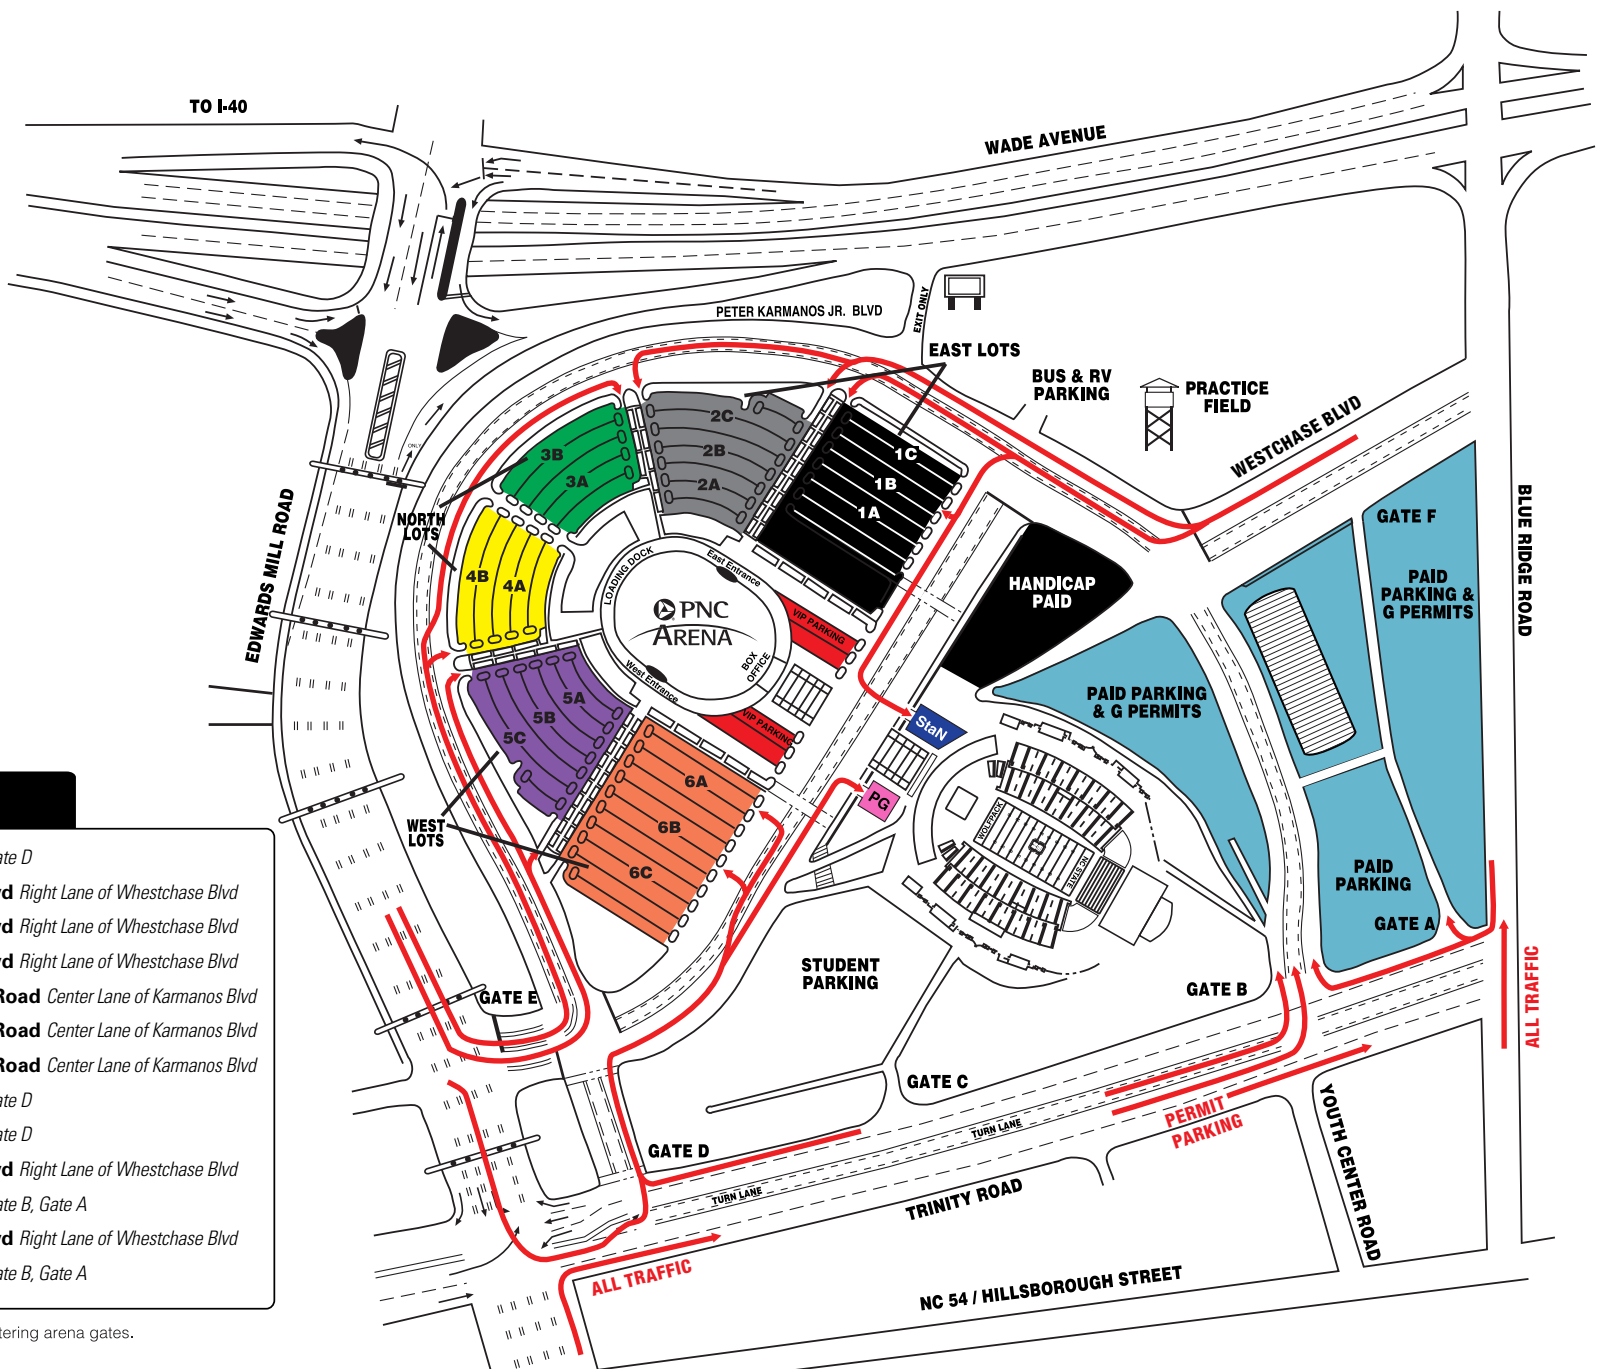 TO I-40
WADE AVENUE
PETER KARMANOS JR. BLVD
EXIT ONLY
EAST LOTS
BUS & RV
PARKING
PRACTICE
FIELD
WESTCHASE BLVD
BLUE RIDGE ROAD
EDWARDS MILL ROAD
ONLY
NORTH
LOTS
3B
3A
2C
2B
2A
1C
1B
1A
4B
4A
LOADING DOCK
East Entrance
PNC
ARENA
West Entrance
BOX
OFFICE
VIP PARKING
VIP PARKING
HANDICAP
PAID
GATE F
PAID
PARKING &
G PERMITS
PAID PARKING
& G PERMITS
5A
5B
5C
6A
6B
6C
WEST
LOTS
StaN
PG
WOLFPACK
NC STATE
PAID
PARKING
GATE A
GATE B
STUDENT
PARKING
GATE E
GATE C
GATE D
TURN LANE
TURN LANE
TRINITY ROAD
PERMIT
PARKING
ALL TRAFFIC
ALL TRAFFIC
YOUTH CENTER ROAD
NC 54 / HILLSBOROUGH STREET
ate D
vd Right Lane of Whestchase Blvd
vd Right Lane of Whestchase Blvd
vd Right Lane of Whestchase Blvd
Road Center Lane of Karmanos Blvd
Road Center Lane of Karmanos Blvd
Road Center Lane of Karmanos Blvd
ate D
ate D
vd Right Lane of Whestchase Blvd
ate B, Gate A
vd Right Lane of Whestchase Blvd
ate B, Gate A
tering arena gates.